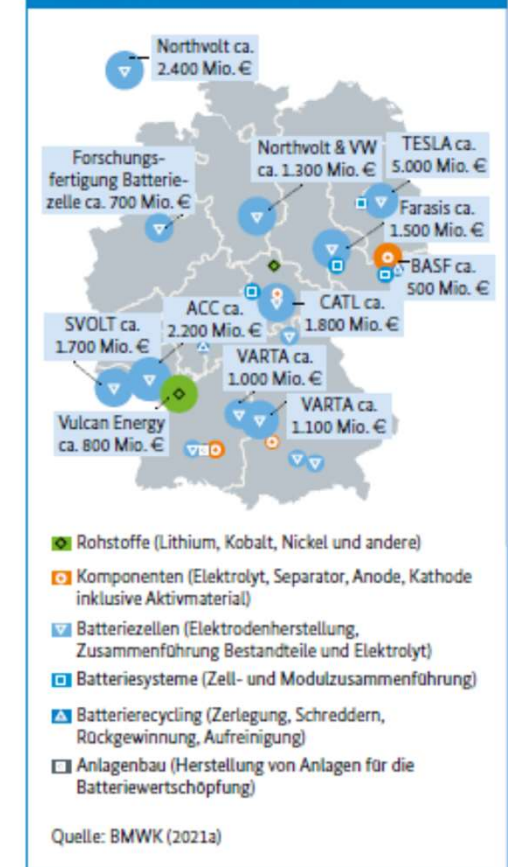 Northvolt ca.
2.400 Mio. €
Forschungs-
fertigung Batterie-
zelle ca. 700 Mio. €
Northvolt & VW
ca. 1.300 Mio. €
TESLA ca.
5.000 Mio. €
Farasis ca.
1.500 Mio. €
BASF ca.
500 Mio. €
SVOLT ca.
1.700 Mio. €
ACC ca.
2.200 Mio. €
CATL ca.
1.800 Mio. €
VARTA ca.
1.000 Mio. €
VARTA ca.
1.100 Mio. €
Vulcan Energy
ca. 800 Mio. €
Rohstoffe (Lithium, Kobalt, Nickel und andere)
Komponenten (Elektrolyt, Separator, Anode, Kathode
inklusive Aktivmaterial)
Batteriezellen (Elektrodenherstellung,
Zusammenführung Bestandteile und Elektrolyt)
Batteriesysteme (Zell- und Modulzusammenführung)
Batterierecycling (Zerlegung, Schreddern,
Rückgewinnung, Aufreinigung)
Anlagenbau (Herstellung von Anlagen für die
Batteriewertschöpfung)
Quelle: BMWK (2021a)